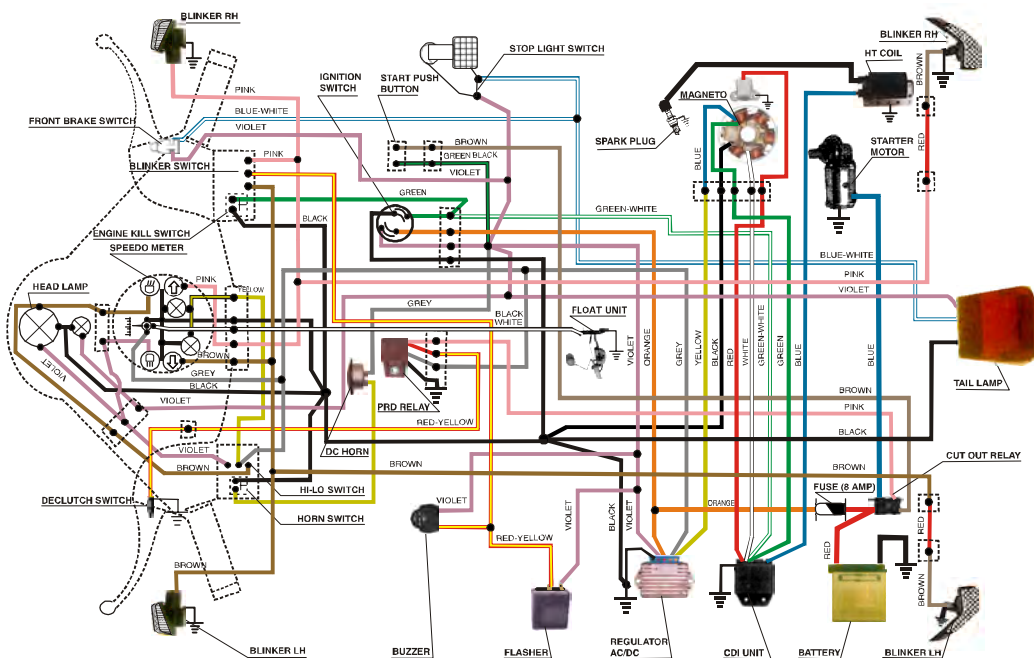 BLINKER RH
STOP LIGHT SWITCH
BLINKER RH
HT COIL
IGNITION
SWITCH
START PUSH
BUTTON
MAGNETO
BROWN
PINK
BLUE-WHITE
FRONT BRAKE SWITCH
VIOLET
SPARK PLUG
STARTER
MOTOR
RED
BROWN
GREEN BLACK
BLUE
PINK
BLINKER SWITCH
VIOLET
GREEN
GREEN-WHITE
BLACK
ENGINE KILL SWITCH
SPEEDO METER
BLUE-WHITE
PINK
PINK
HEAD LAMP
YELLOW
VIOLET
GREY
BLACK
WHITE
FLOAT UNIT
VIOLET
ORANGE
GREY
YELLOW
BLACK
RED
WHITE
GREEN-WHITE
GREEN
BLUE
BLUE
BROWN
GREY
BLACK
VIOLET
TAIL LAMP
VIOLET
PRD RELAY
BROWN
PINK
RED-YELLOW
BLACK
DC HORN
VIOLET
BROWN
BROWN
BROWN
CUT OUT RELAY
HI-LO SWITCH
FUSE (8 AMP)
DECLUTCH SWITCH
HORN SWITCH
VIOLET
VIOLET
BLACK
VIOLET
ORANGE
RED
RED
RED-YELLOW
BROWN
BROWN
BLINKER LH
BUZZER
FLASHER
REGULATOR
AC/DC
CDI UNIT
BATTERY
BLINKER LH